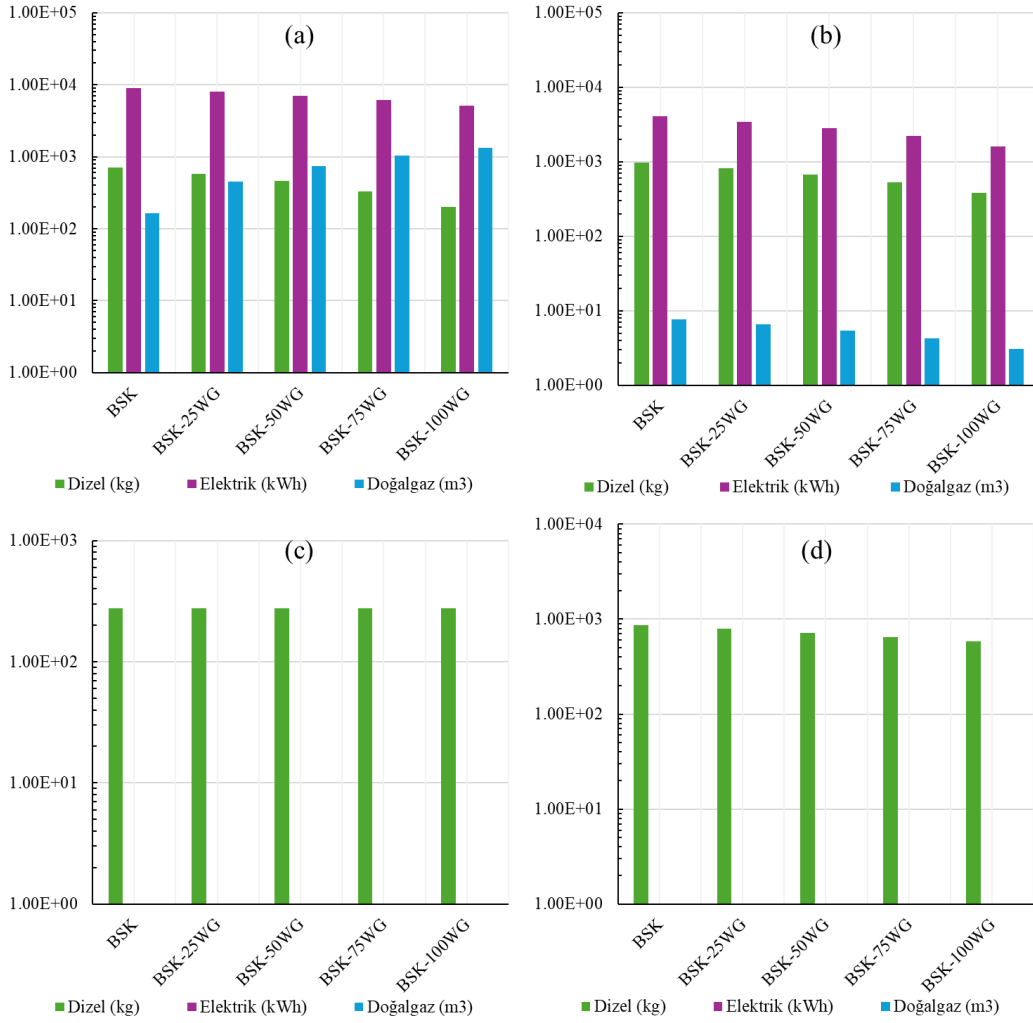 (a)
1.00E+05
1.00E+04
1.00E+03
1.00E+02
1.00E+01
1.00E+00
BSK
BSK-25WG
BSK-50WG
BSK-75WG
BSK-100WG
Dizel (kg) Elektrik (kWh) Doğalgaz (m3)
(b)
1.00E+05
1.00E+04
1.00E+03
1.00E+02
1.00E+01
1.00E+00
BSK
BSK-25WG
BSK-50WG
BSK-75WG
BSK-100WG
Dizel (kg) Elektrik (kWh) Doğalgaz (m3)
(c)
1.00E+03
1.00E+02
1.00E+01
1.00E+00
BSK
BSK-25WG
BSK-50WG
BSK-75WG
BSK-100WG
Dizel (kg) Elektrik (kWh) Doğalgaz (m3)
(d)
1.00E+04
1.00E+03
1.00E+02
1.00E+01
1.00E+00
BSK
BSK-25WG
BSK-50WG
BSK-75WG
BSK-100WG
Dizel (kg) Elektrik (kWh) Doğalgaz (m3)